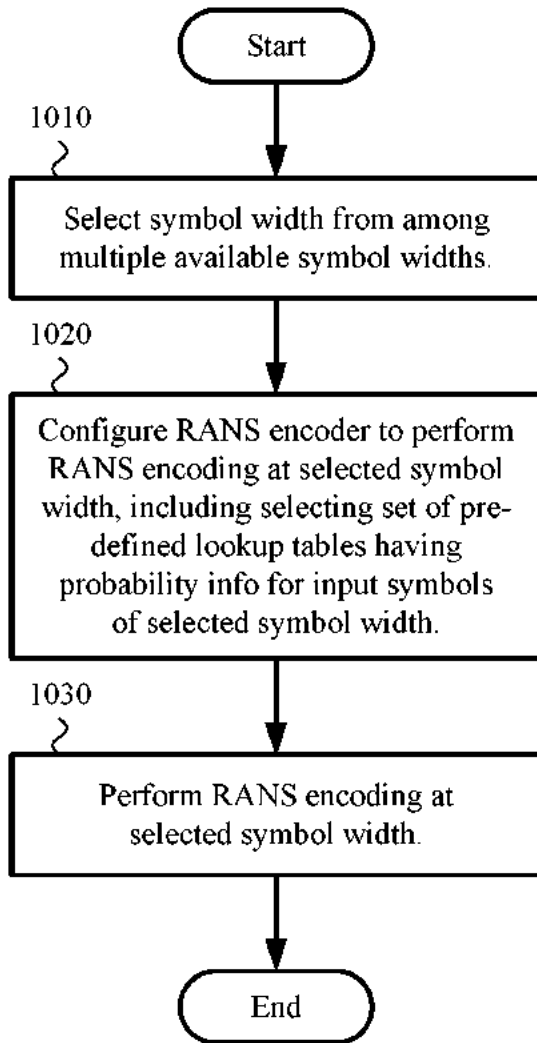 Start
1010
Select symbol width from among
multiple available symbol widths.
1020
Configure RANS encoder to perform
RANS encoding at selected symbol
width, including selecting set of pre-
defined lookup tables having
probability info for input symbols
of selected symbol width.
1030
Perform RANS encoding at
selected symbol width.
End